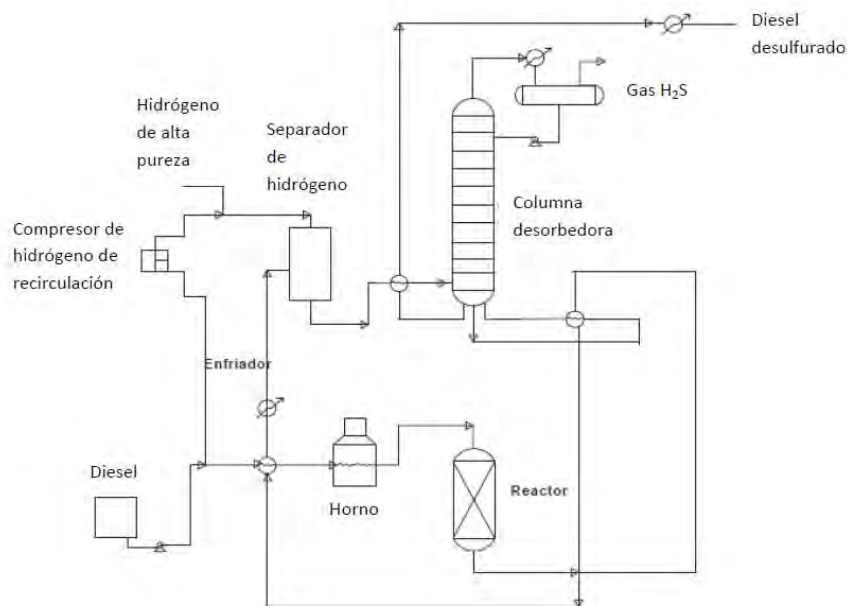 Diesel
desulfurado
Gas H₂S
Hidrógeno
de alta
pureza
Separador
de
hidrógeno
Columna
desorbedora
Compresor de
hidrógeno de
recirculación
Enfriador
Diesel
Horno
Reactor